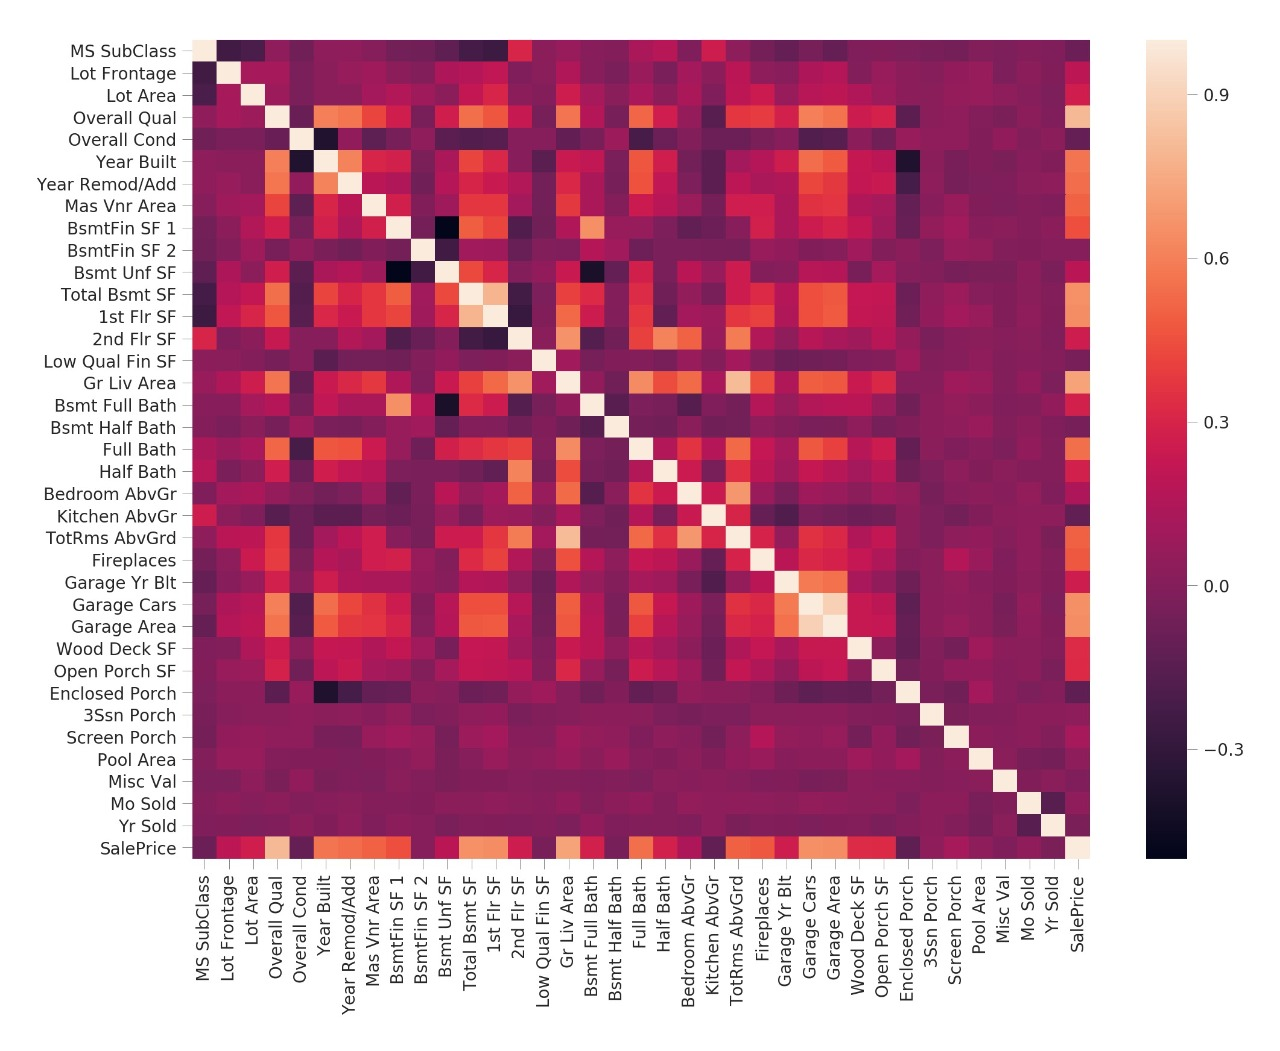 MS SubClass
Lot Frontage
Lot Area
Overall Qual
Overall Cond
Year Built
Year Remod/Add
Mas Vnr Area
BsmtFin SF 1
BsmtFin SF 2
Bsmt Unf SF
Total Bsmt SF
1st Flr SF
2nd Flr SF
Low Qual Fin SF
Gr Liv Area
Bsmt Full Bath
Bsmt Half Bath
Full Bath
Half Bath
Bedroom AbvGr
Kitchen AbvGr
TotRms AbvGrd
Fireplaces
Garage Yr Blt
Garage Cars
Garage Area
Wood Deck SF
Open Porch SF
Enclosed Porch
3Ssn Porch
Screen Porch
Pool Area
Misc Val
Mo Sold
Yr Sold
SalePrice
MS SubClass
Lot Frontage
Lot Area
Overall Qual
Overall Cond
Year Built
Year Remod/Add
Mas Vnr Area
BsmtFin SF 1
BsmtFin SF 2
Bsmt Unf SF
Total Bsmt SF
1st Flr SF
2nd Flr SF
Low Qual Fin SF
Gr Liv Area
Bsmt Full Bath
Bsmt Half Bath
Full Bath
Half Bath
Bedroom AbvGr
Kitchen AbvGr
TotRms AbvGrd
Fireplaces
Garage Yr Blt
Garage Cars
Garage Area
Wood Deck SF
Open Porch SF
Enclosed Porch
3Ssn Porch
Screen Porch
Pool Area
Misc Val
Mo Sold
Yr Sold
SalePrice
0.9
0.6
0.3
0.0
−0.3